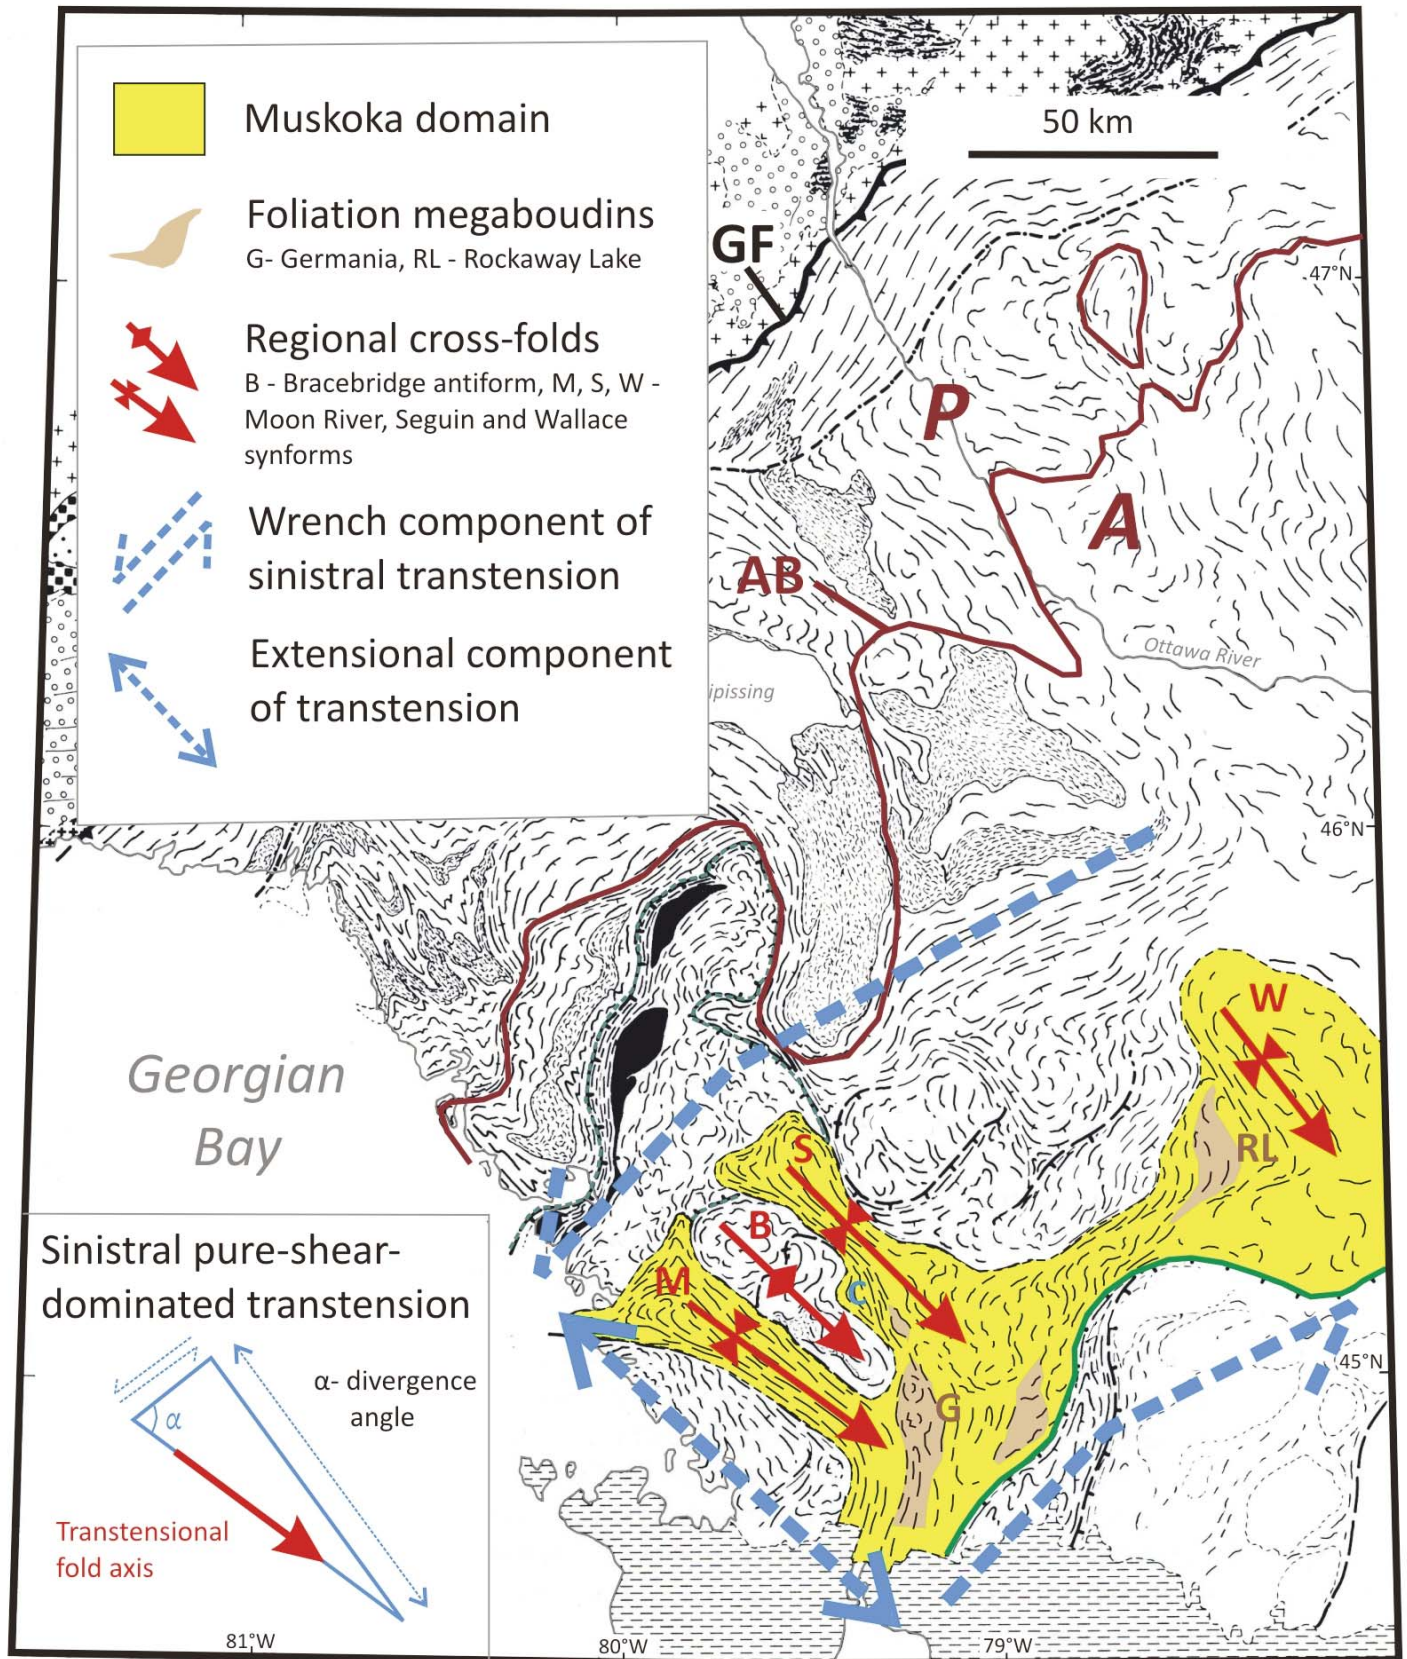 Muskoka domain
Foliation megaboudins
G- Germania, RL - Rockaway Lake
Regional cross-folds
B - Bracebridge antiform, M, S, W -
Moon River, Seguin and Wallace
synforms
Wrench component of
sinistral transtension
Extensional component
of transtension
50 km
GF
47°N
P
A
AB
Ottawa River
ipissing
46°N
Georgian
Bay
W
RL
S
B
M
C
G
45°N
Sinistral pure-shear-
dominated transtension
α- divergence
angle
α
Transtensional
fold axis
81°W
80°W
79°W